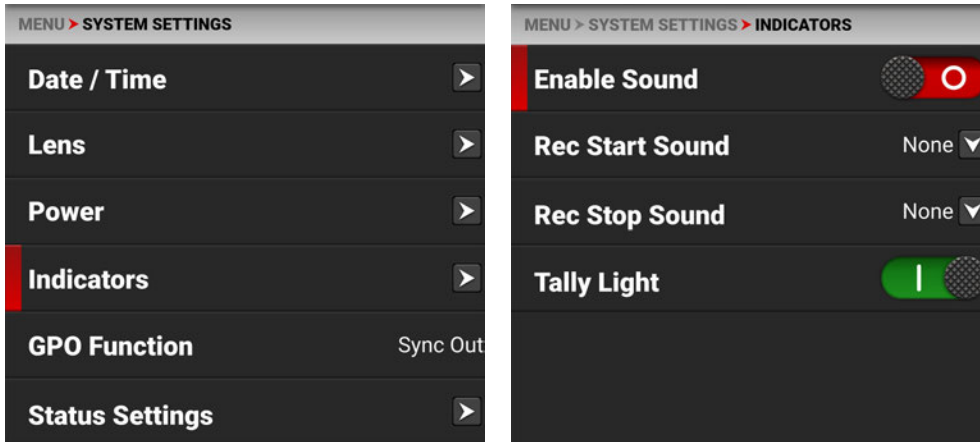 MENU > SYSTEM SETTINGS
Date / Time
Lens
Power
Indicators
GPO Function Sync Out
Status Settings
MENU > SYSTEM SETTINGS > INDICATORS
Enable Sound
Rec Start Sound None
Rec Stop Sound None
Tally Light